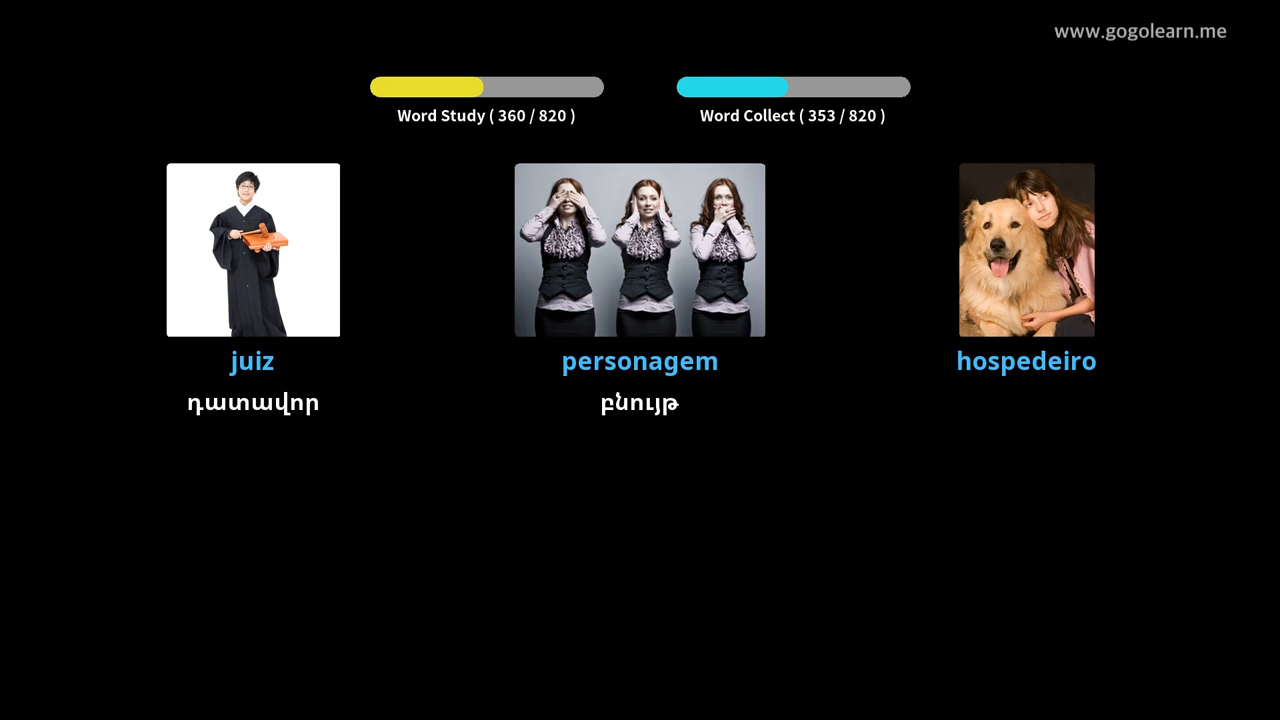 www.gogolearn.me
Word Study ( 360 / 820 )
Word Collect ( 353 / 820 )
juiz
personagem
hospedeiro
դատավոր
բնույթ